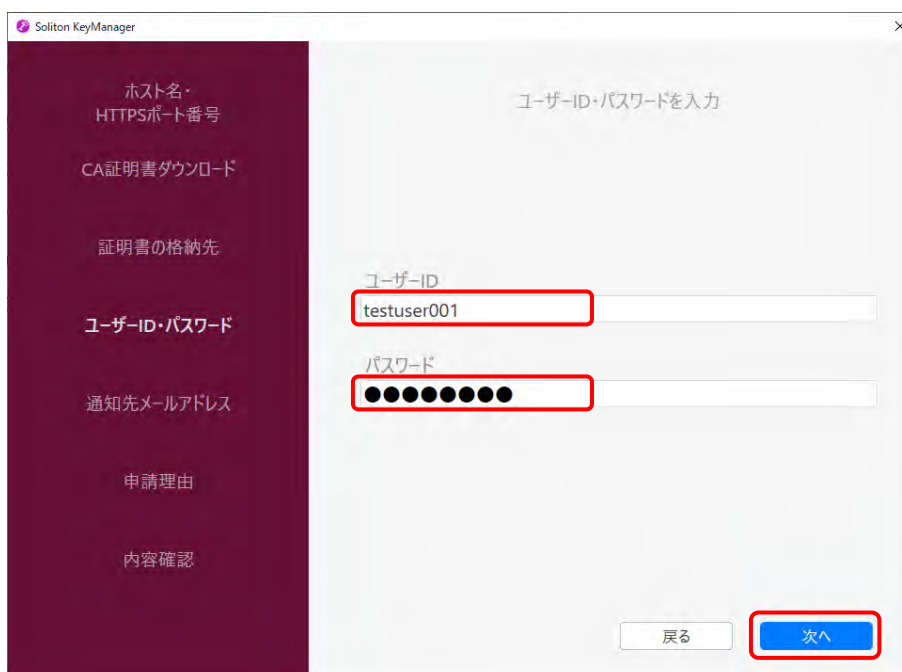 Soliton KeyManager
ホスト名・
HTTPSポート番号
CA証明書ダウンロード
証明書の格納先
ユーザーID・パスワード
通知先メールアドレス
申請理由
内容確認
ユーザーID・パスワードを入力
ユーザーID
testuser001
パスワード
●●●●●●●●
戻る
次へ